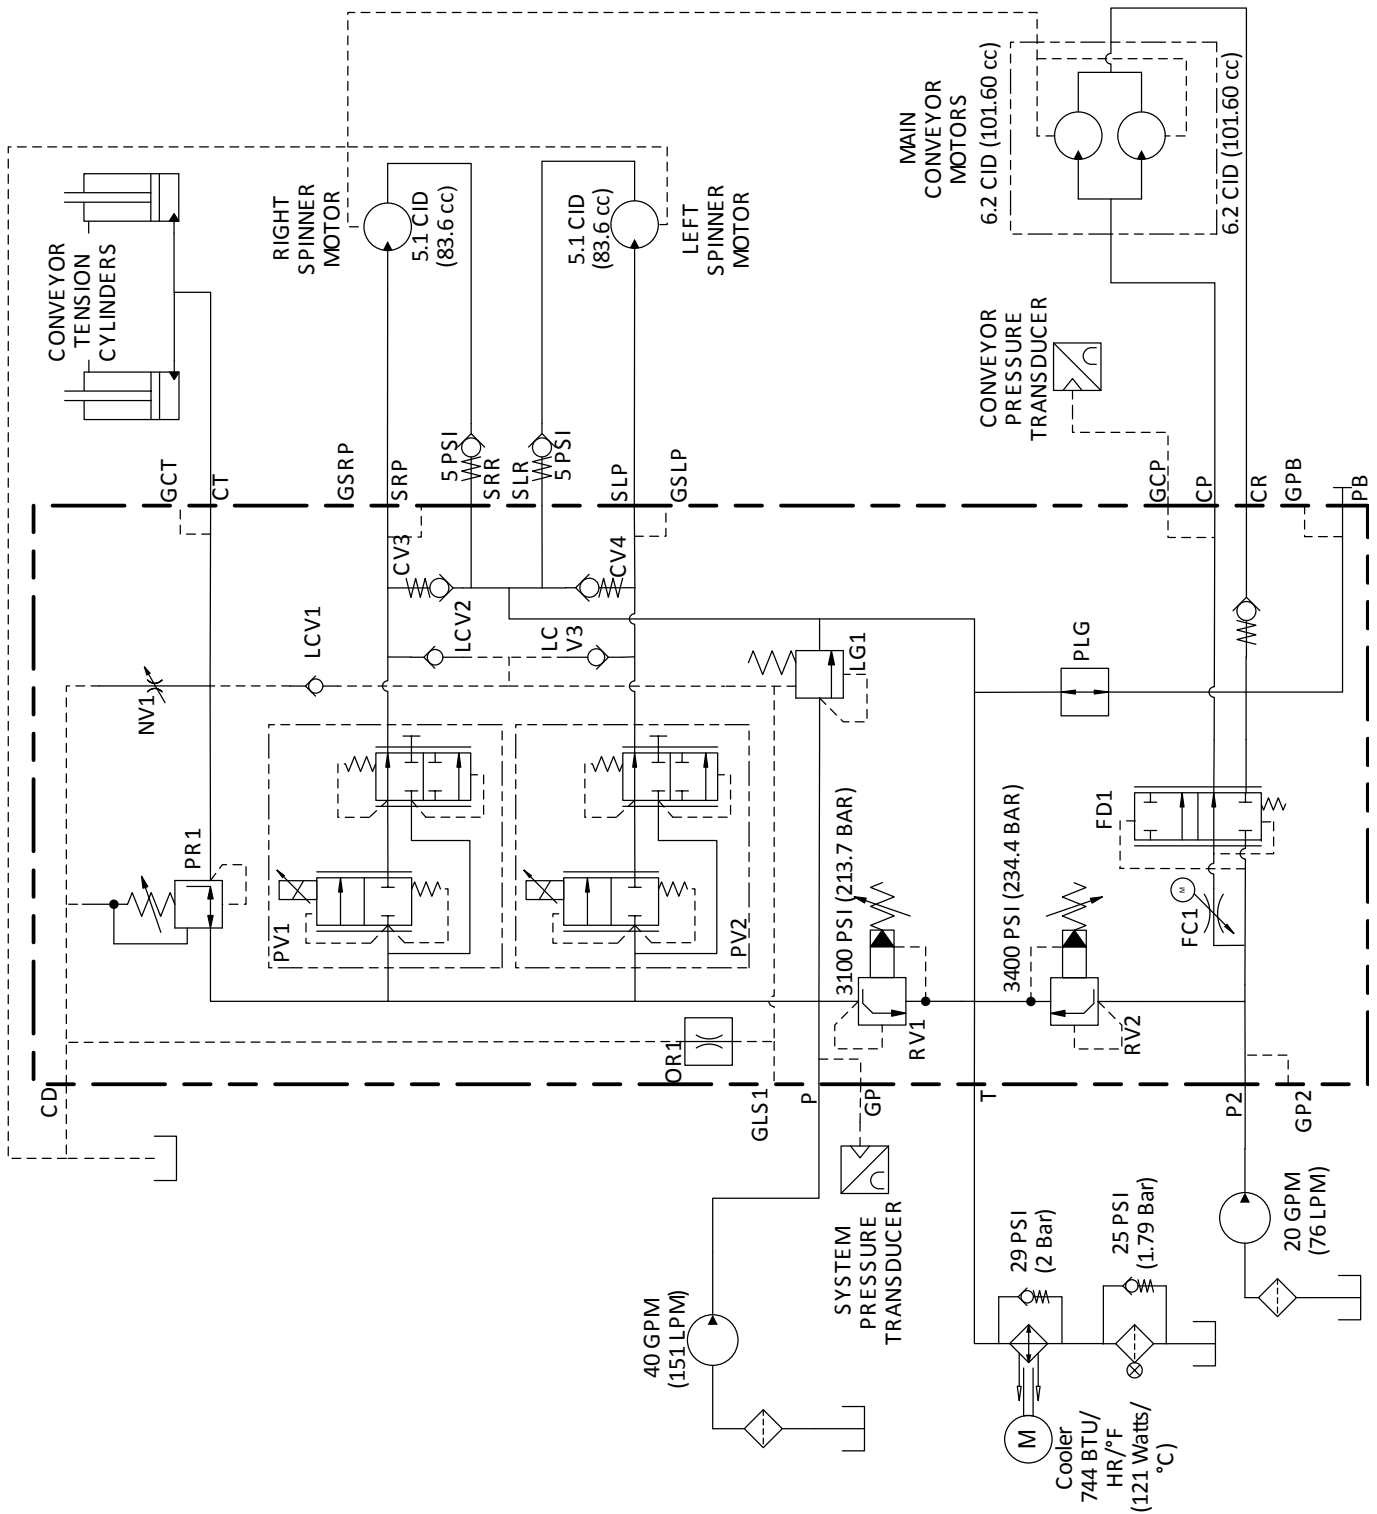 CONVEYOR
TENSION
CYLINDERS
RIGHT
SPINNER
MOTOR
5.1 CID
(83.6 cc)
5.1 CID
(83.6 cc)
LEFT
SPINNER
MOTOR
MAIN
CONVEYOR
MOTORS
6.2 CID (101.60 cc)
6.2 CID (101.60 cc)
CONVEYOR
PRESSURE
TRANSDUCER
GCT
CT
GSRP
SRP
5 PSI
SRR
SLR
5 PSI
SLP
GSLP
GCP
CP
CR
GPB
PB
CV3
CV4
LCV1
LCV2
LC
V3
NV1
LG1
PLG
PR1
PV1
PV2
3100 PSI (213.7 BAR)
RV1
3400 PSI (234.4 BAR)
RV2
FD1
M
FC1
OR1
CD
GLS1
P
GP
T
P2
GP2
SYSTEM
PRESSURE
TRANSDUCER
40 GPM
(151 LPM)
29 PSI
(2 Bar)
25 PSI
(1.79 Bar)
20 GPM
(76 LPM)
M
Cooler
744 BTU/
HR/°F
(121 Watts/
°C)